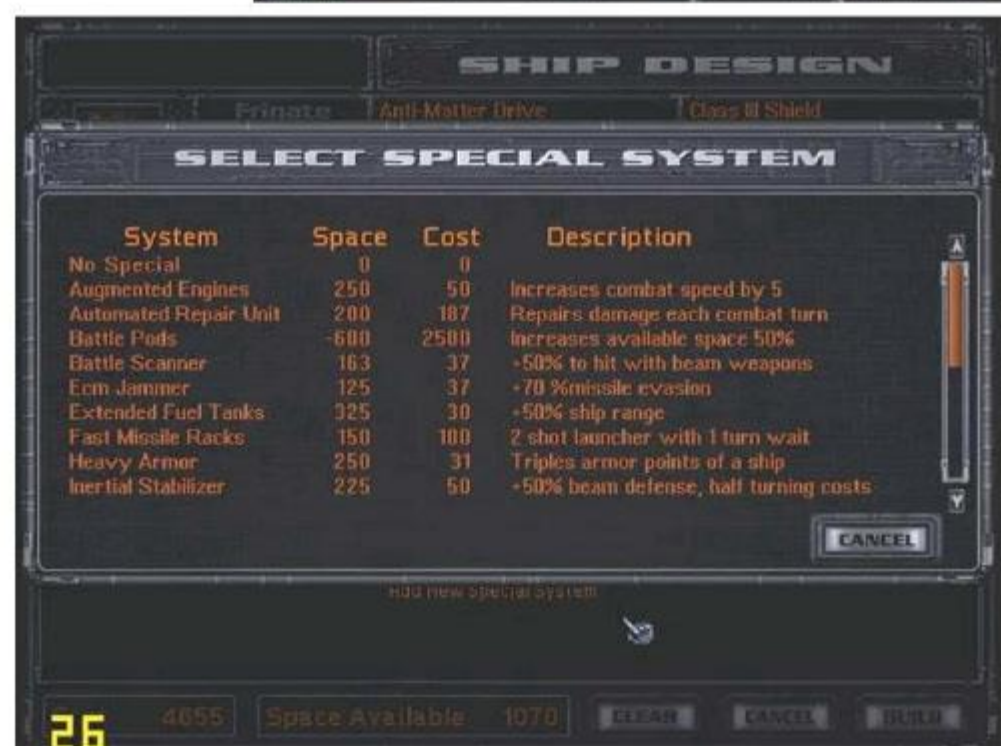 SHIP DESIGN
Frigate Anti-Matter Drive Class III Shield
SELECT SPECIAL SYSTEM
System Space Cost Description
No Special 0 0
Augmented Engines 250 50 Increases combat speed by 5
Automated Repair Unit 200 187 Repairs damage each combat turn
Battle Pods -600 2500 Increases available space 50%
Battle Scanner 163 37 +50% to hit with beam weapons
Ecm Jammer 125 37 +70 %missile evasion
Extended Fuel Tanks 325 30 +50% ship range
Fast Missile Racks 150 100 2 shot launcher with 1 turn wait
Heavy Armor 250 31 Triples armor points of a ship
Inertial Stabilizer 225 50 +50% beam defense, half turning costs
CANCEL
Add New Special System
26 4655 Space Available 1070 CLEAR CANCEL BUILD